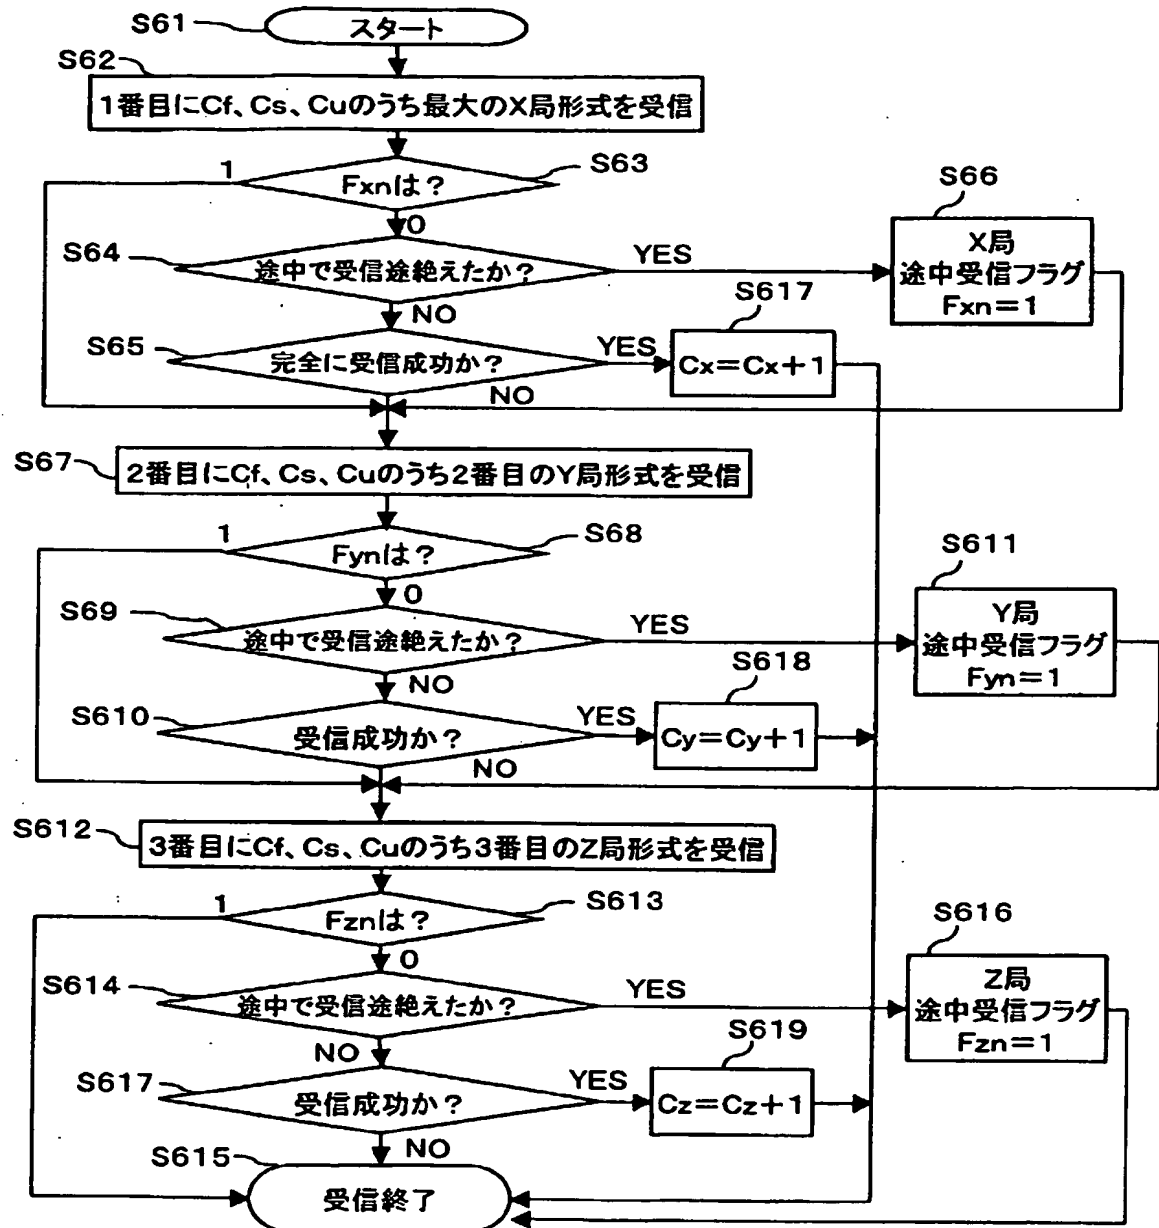 S61
スタート
S62
1番目にCf、Cs、Cuのうち最大のX局形式を受信
1
S63
Fxnは？
0
S64
途中で受信途絶えたか？
YES
S66
X局
途中受信フラグ
Fxn＝1
NO
S65
完全に受信成功か？
YES
S617
Cx＝Cx＋1
NO
S67
2番目にCf、Cs、Cuのうち2番目のY局形式を受信
1
S68
Fynは？
0
S69
途中で受信途絶えたか？
YES
S611
Y局
途中受信フラグ
Fyn＝1
NO
S610
受信成功か？
YES
S618
Cy＝Cy＋1
NO
S612
3番目にCf、Cs、Cuのうち3番目のZ局形式を受信
1
S613
Fznは？
0
S614
途中で受信途絶えたか？
YES
S616
Z局
途中受信フラグ
Fzn＝1
NO
S617
受信成功か？
YES
S619
Cz＝Cz＋1
NO
S615
受信終了